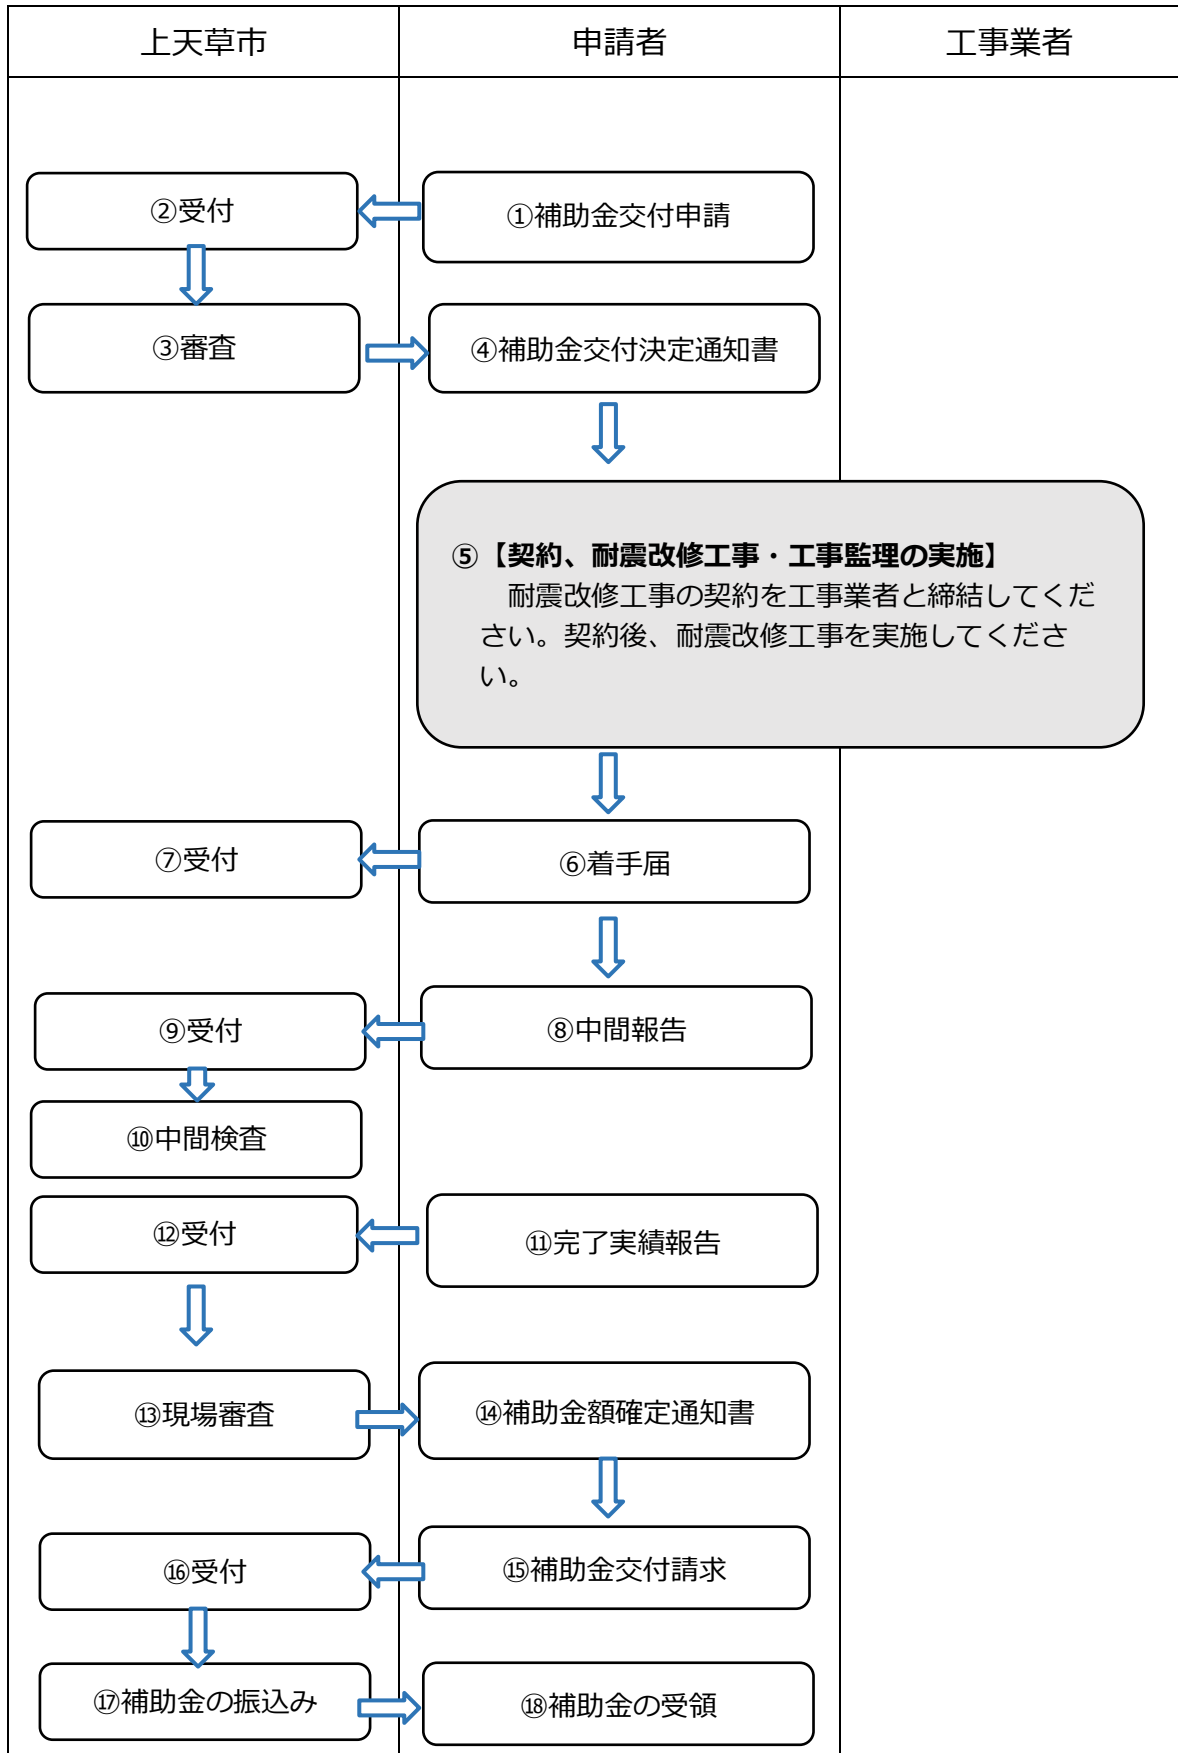 上天草市
申請者
工事業者
①補助金交付申請
②受付
③審査
④補助金交付決定通知書
⑤【契約、耐震改修工事・工事監理の実施】
耐震改修工事の契約を工事業者と締結してくだ
さい。契約後、耐震改修工事を実施してくださ
い。
⑥着手届
⑦受付
⑧中間報告
⑨受付
⑩中間検査
⑪完了実績報告
⑫受付
⑬現場審査
⑭補助金額確定通知書
⑮補助金交付請求
⑯受付
⑰補助金の振込み
⑱補助金の受領